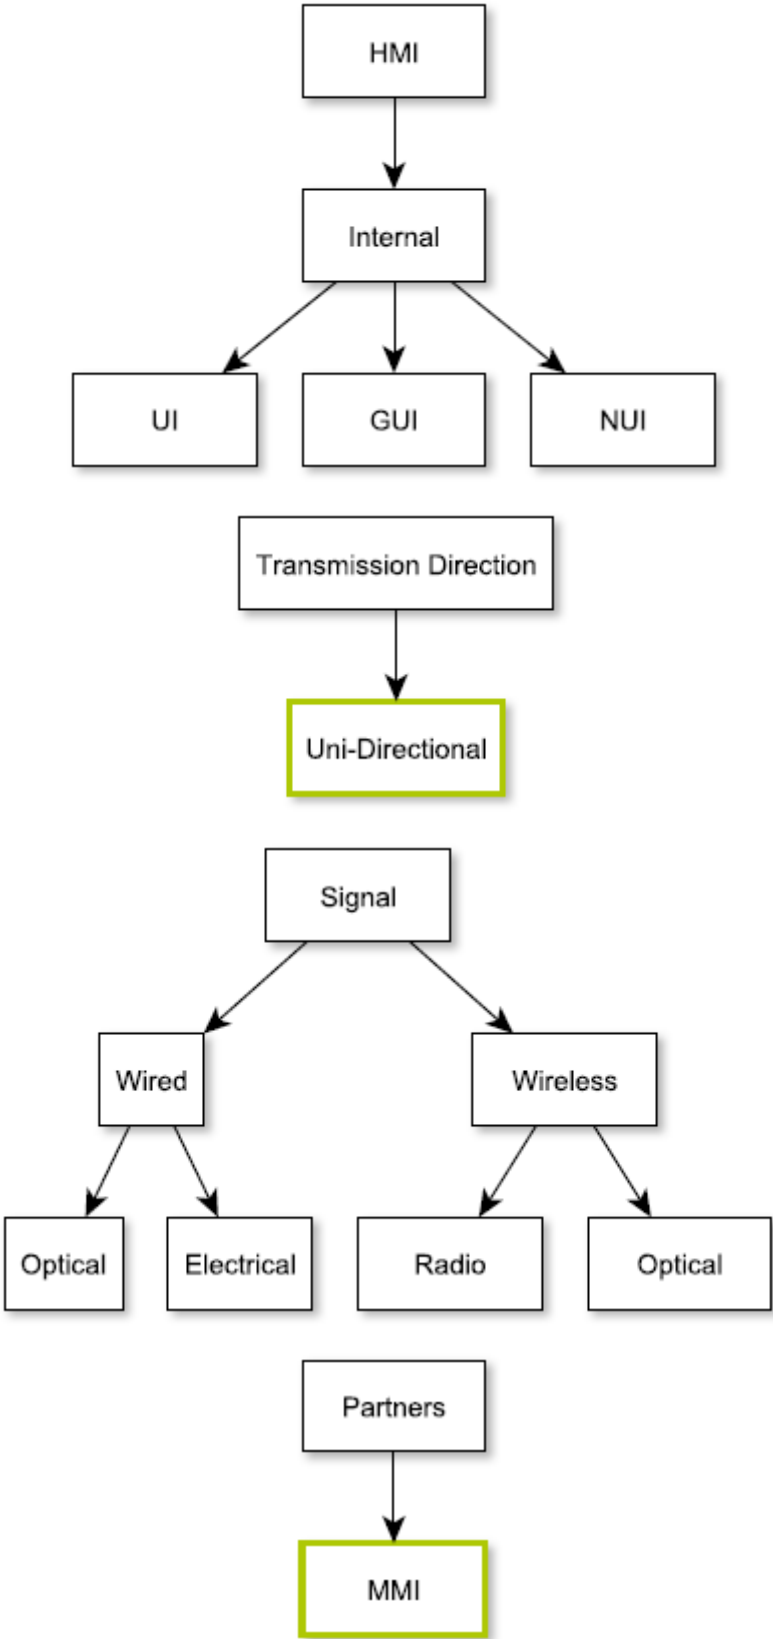 HMI
Internal
UI
GUI
NUI
Transmission Direction
Uni-Directional
Signal
Wired
Wireless
Optical
Electrical
Radio
Optical
Partners
MMI